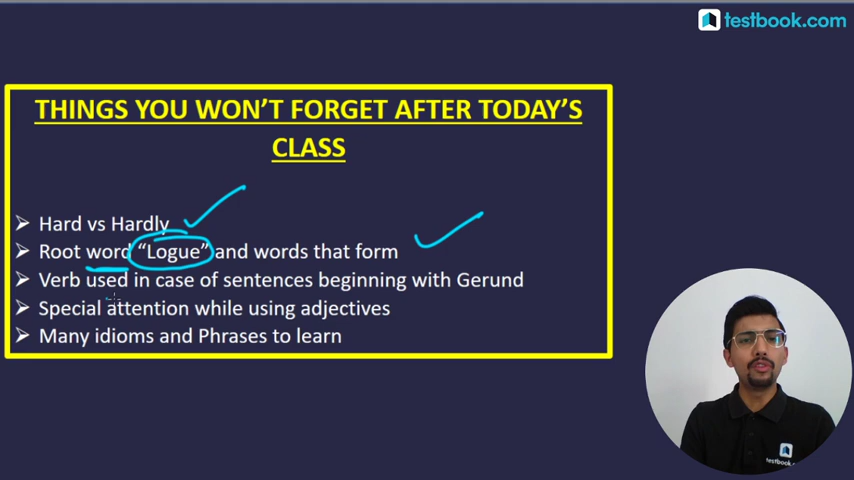 testbook.com
THINGS YOU WON'T FORGET AFTER TODAY'S
CLASS
Hard vs Hardly
Root word "Logue" and words that form
Verb used in case of sentences beginning with Gerund
Special attention while using adjectives
Many idioms and Phrases to learn
testbook.com